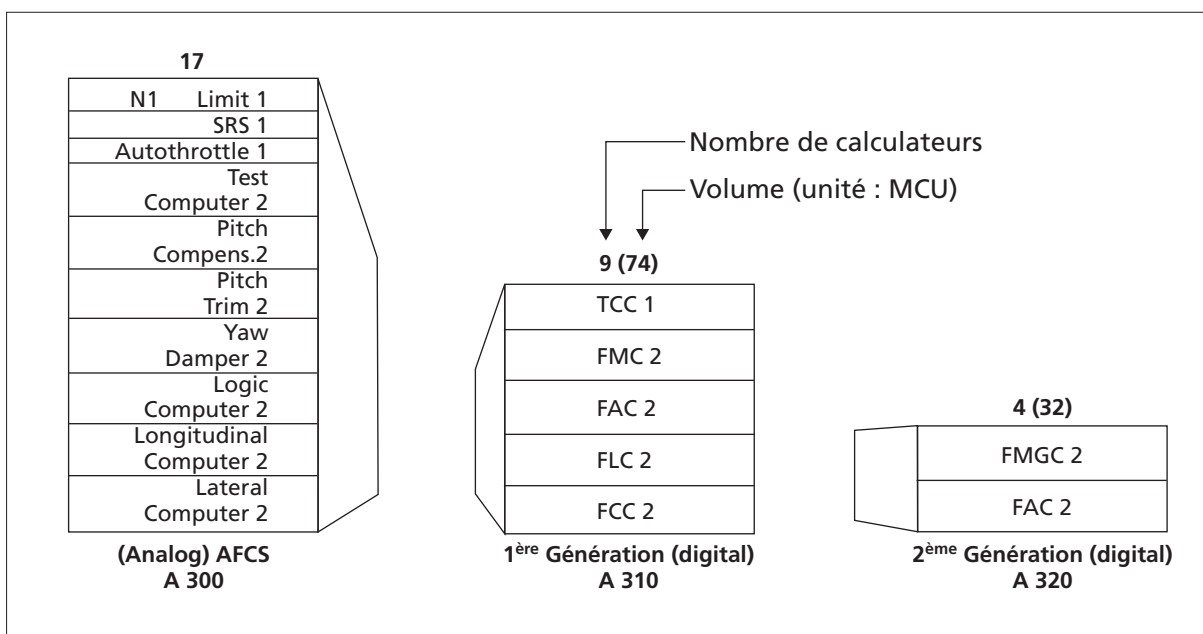 17
N1 Limit 1
SRS 1
Autothrottle 1
Test
Computer 2
Pitch
Compens.2
Pitch
Trim 2
Yaw
Damper 2
Logic
Computer 2
Longitudinal
Computer 2
Lateral
Computer 2
(Analog) AFCS
A 300
Nombre de calculateurs
Volume (unité : MCU)
9 (74)
TCC 1
FMC 2
FAC 2
FLC 2
FCC 2
1ère Génération (digital)
A 310
4 (32)
FMGC 2
FAC 2
2ème Génération (digital)
A 320